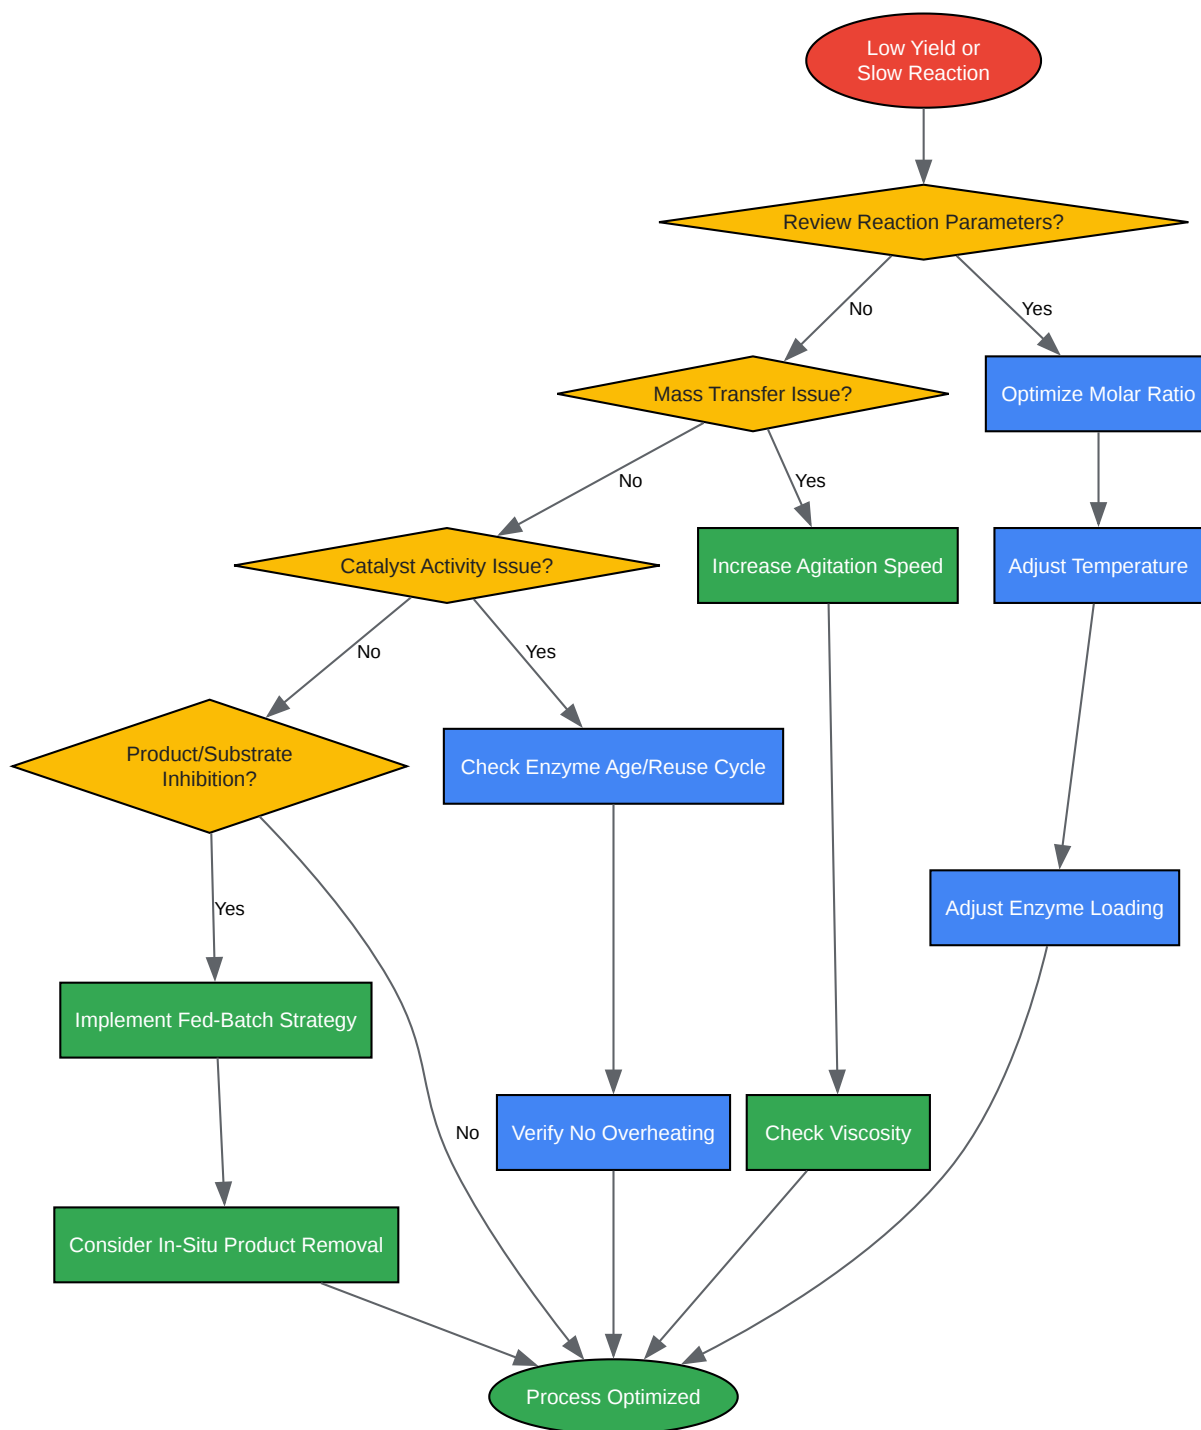 Low Yield or
Slow Reaction
Review Reaction Parameters?
No
Yes
Mass Transfer Issue?
Optimize Molar Ratio
No
Yes
Catalyst Activity Issue?
Increase Agitation Speed
Adjust Temperature
No
Yes
Product/Substrate
Inhibition?
Check Enzyme Age/Reuse Cycle
Yes
Adjust Enzyme Loading
Implement Fed-Batch Strategy
No
Verify No Overheating
Check Viscosity
Consider In-Situ Product Removal
Process Optimized